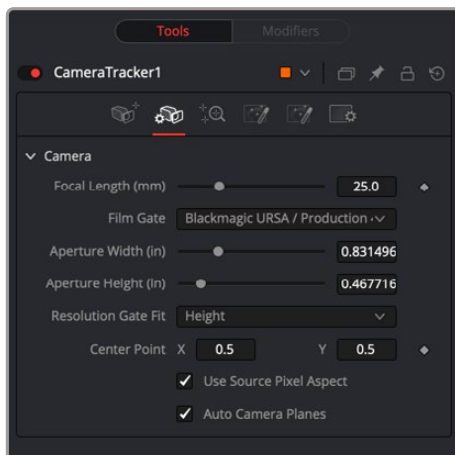 Tools Modifiers
CameraTracker1
Camera
Focal Length (mm) 25.0
Film Gate Blackmagic URSA / Production
Aperture Width (in) 0.831496
Aperture Height (In) 0.467716
Resolution Gate Fit Height
Center Point X 0.5 Y 0.5
Use Source Pixel Aspect
Auto Camera Planes